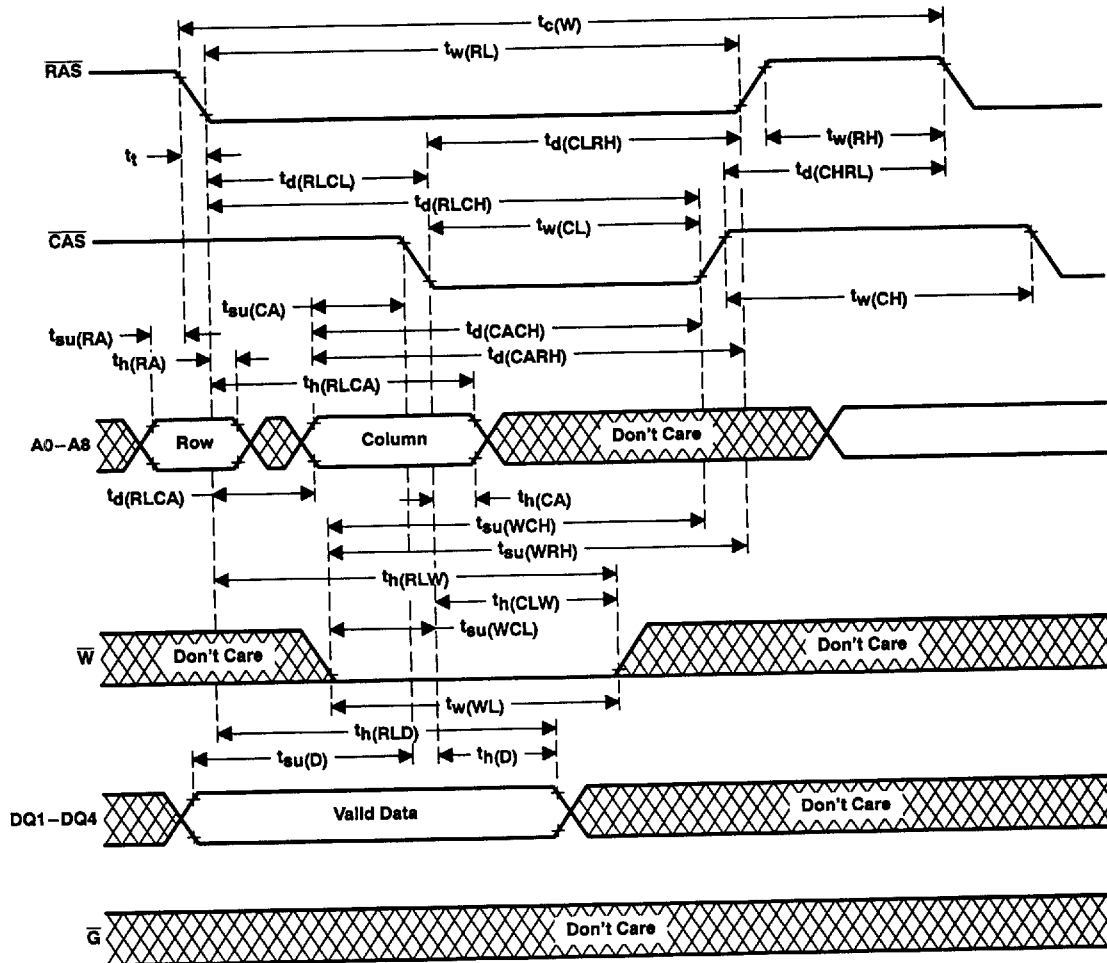 tc(W)
tw(RL)
RAS
tt
td(CLRH)
tw(RH)
td(RLCL)
td(CHRL)
td(RLCH)
CAS
tw(CL)
tsu(CA)
tw(CH)
tsu(RA)
td(CACH)
th(RA)
td(CARH)
th(RLCA)
A0–A8
Row
Column
Don't Care
td(RLCA)
th(CA)
tsu(WCH)
tsu(WRH)
th(RLW)
th(CLW)
tsu(WCL)
W
Don't Care
Don't Care
tw(WL)
th(RLD)
tsu(D)
th(D)
DQ1–DQ4
Valid Data
Don't Care
G
Don't Care